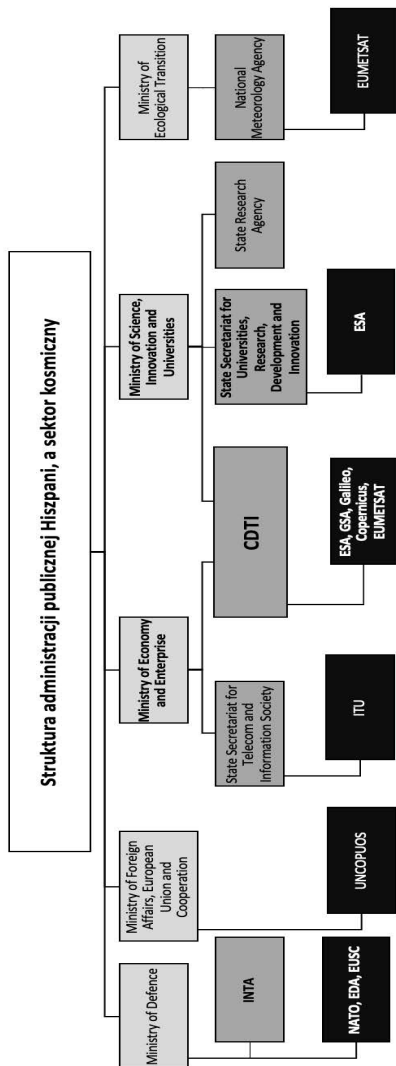 Struktura administracji publicznej Hiszpani, a sektor kosmiczny
Ministry of Defence
Ministry of Foreign
Affairs, European
Union and
Cooperation
Ministry of Economy
and Enterprise
Ministry of Science,
Innovation and
Universities
Ministry of
Ecological Transition
INTA
State Secretariat for
Telecom and
Information Society
CDTI
State Secretariat for
Universities,
Research,
Development and
Innovation
State Research
Agency
National
Meteorology Agency
NATO, EDA, EUSC
UNCOPUOS
ITU
ESA, GSA, Galileo,
Copernicus,
EUMETSAT
ESA
EUMETSAT